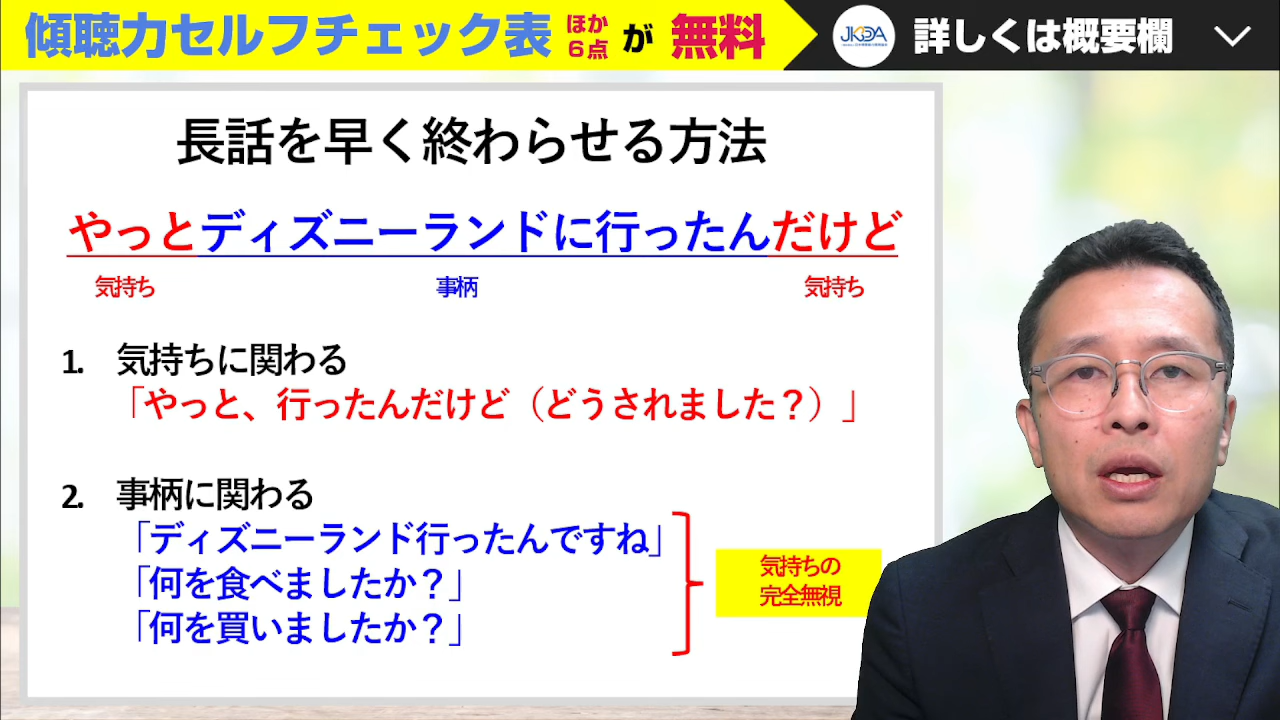 傾聴力セルフチェック表 ほか6点 が 無料
JKDA
詳しくは概要欄
長話を早く終わらせる方法
やっとディズニーランドに行ったんだけど
気持ち 事柄 気持ち
1. 気持ちに関わる
「やっと、行ったんだけど（どうされました？）」
2. 事柄に関わる
「ディズニーランド行ったんですね」
「何を食べましたか？」
「何を買いましたか？」
気持ちの
完全無視